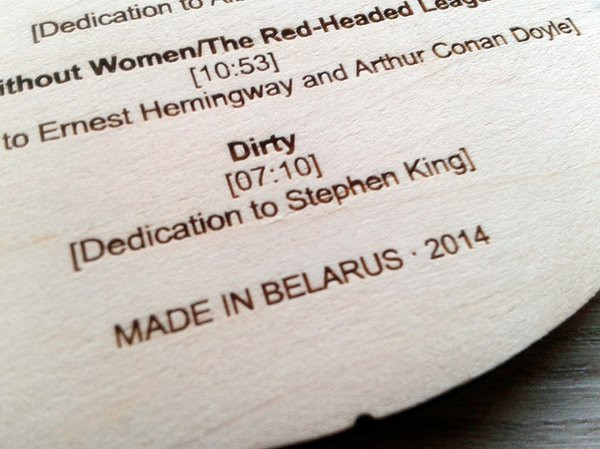 [Dedication to
ithout Women/The Red-Headed Leag
[10:53]
to Ernest Hemingway and Arthur Conan Doyle]
Dirty
[07:10]
[Dedication to Stephen King]
MADE IN BELARUS · 2014